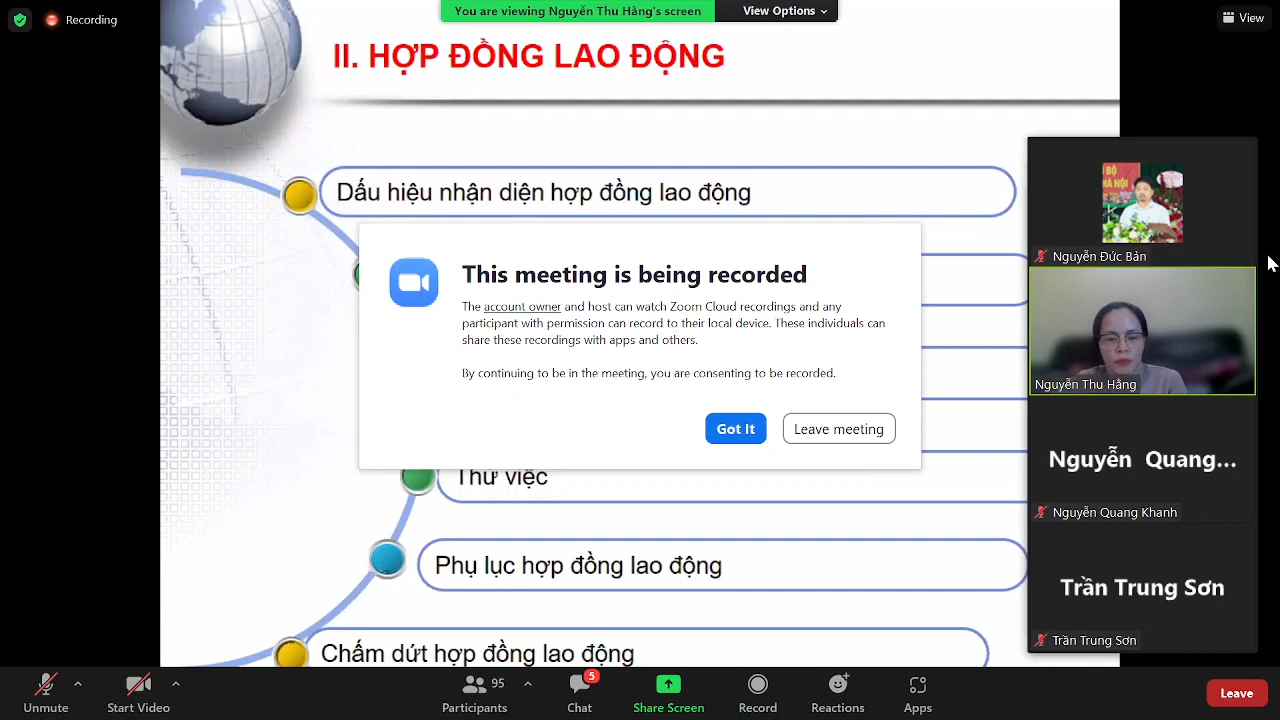 Recording
You are viewing Nguyễn Thu Hằng's screen
View Options
View
II. HỢP ĐỒNG LAO ĐỘNG
Dấu hiệu nhận diện hợp đồng lao động
This meeting is being recorded
The account owner and host can watch Zoom Cloud recordings and any
participant with permission can record to their local device. These individuals can
share these recordings with apps and others.
By continuing to be in the meeting, you are consenting to be recorded.
Got It
Leave meeting
Thử việc
Phụ lục hợp đồng lao động
Chấm dứt hợp đồng lao động
Nguyễn Đức Bản
Nguyễn Thu Hằng
Nguyễn Quang...
Nguyễn Quang Khanh
Trần Trung Sơn
Trần Trung Sơn
Unmute
Start Video
95
Participants
5
Chat
Share Screen
Record
Reactions
Apps
Leave